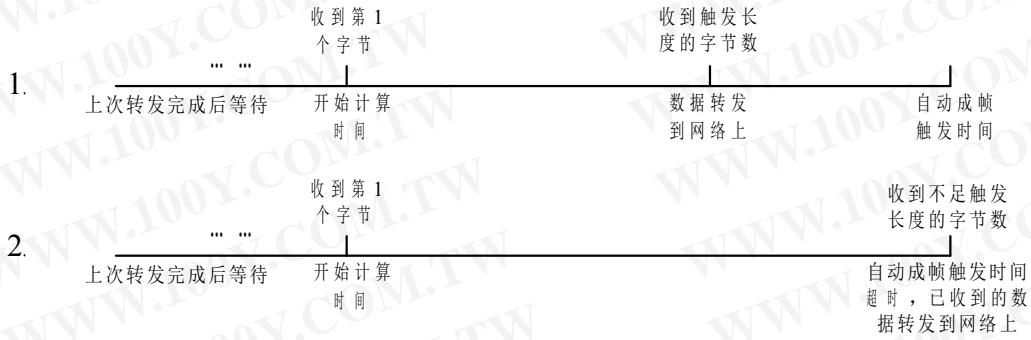 收到第1
个字节
收到触发长
度的字节数
1.
… …
上次转发完成后等待
开始计算
时间
数据转发
到网络上
自动成帧
触发时间
收到第1
个字节
收到不足触发
长度的字节数
2.
… …
上次转发完成后等待
开始计算
时间
自动成帧触发时间
超时，已收到的数
据转发到网络上
WWW.100Y.COM.TW